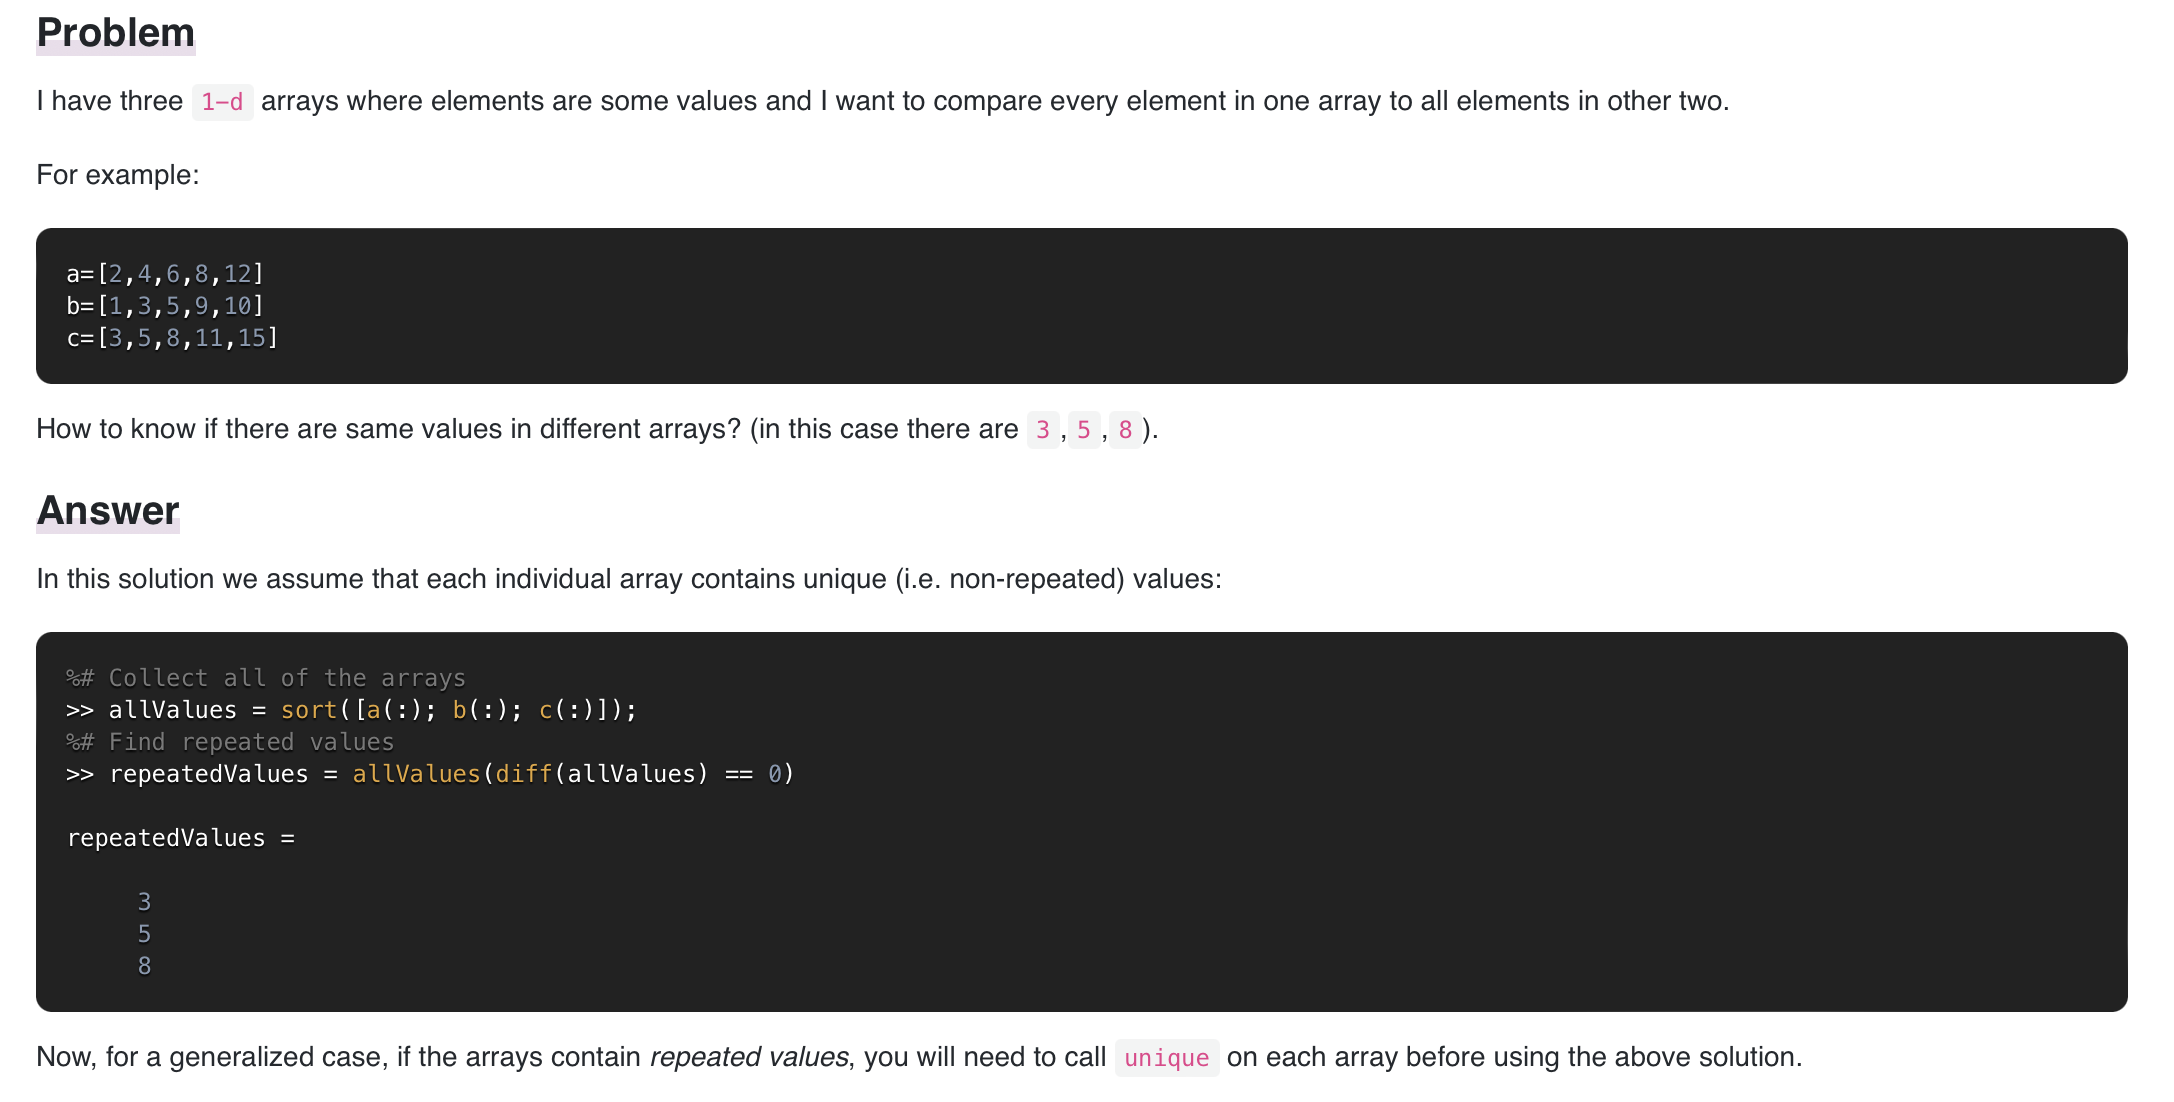 Problem
I have three 1-d arrays where elements are some values and I want to compare every element in one array to all elements in other two.
For example:
a=[2,4,6,8,12]
b=[1,3,5,9,10]
c=[3,5,8,11,15]
How to know if there are same values in different arrays? (in this case there are 3,5,8).
Answer
In this solution we assume that each individual array contains unique (i.e. non-repeated) values:
%# Collect all of the arrays
>> allValues = sort([a(:); b(:); c(:)]);
%# Find repeated values
>> repeatedValues = allValues(diff(allValues) == 0)
repeatedValues =
3
5
8
Now, for a generalized case, if the arrays contain repeated values, you will need to call unique on each array before using the above solution.